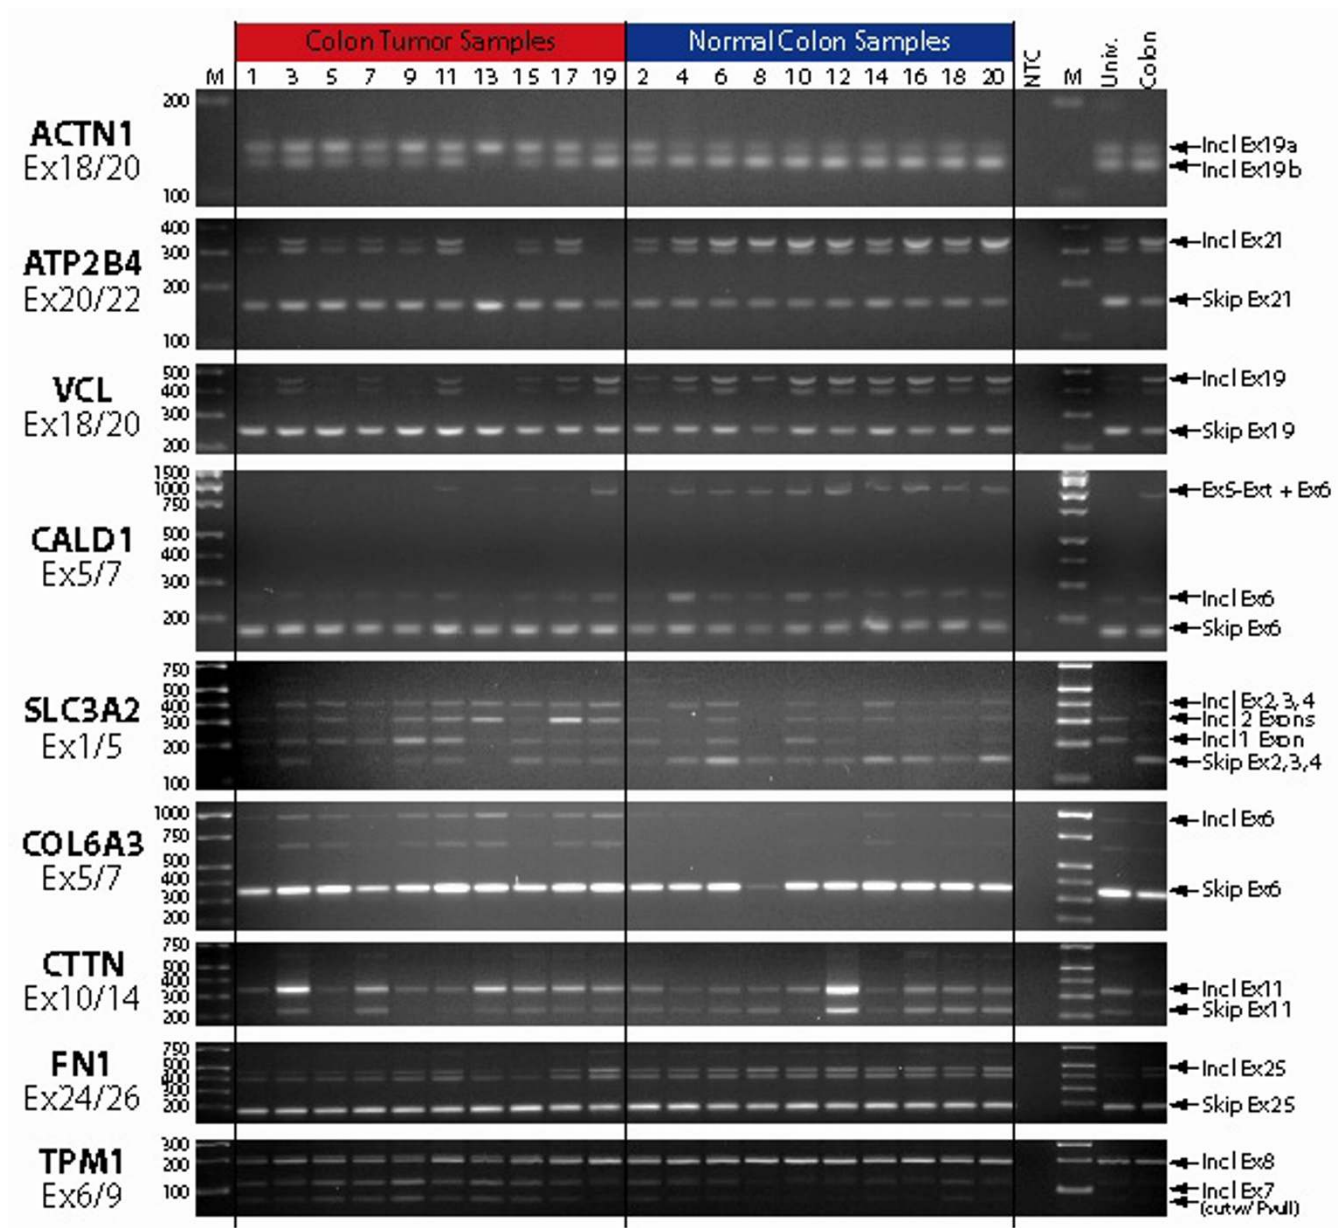 Colon Tumor Samples Normal Colon Samples
M 1 3 5 7 9 11 13 15 17 19 2 4 6 8 10 12 14 16 18 20 NTC M Univ. Colon
ACTN1
Ex18/20
200
100
Incl Ex19a
Incl Ex19b
ATP2B4
Ex20/22
400
300
200
100
Incl Ex21
Skip Ex21
VCL
Ex18/20
500
400
300
200
Incl Ex19
Skip Ex19
CALD1
Ex5/7
1500
1000
750
500
400
300
200
Ex5-Ext + Ex6
Incl Ex6
Skip Ex6
SLC3A2
Ex1/5
750
500
400
300
200
100
Incl Ex2,3,4
Incl 2 Exons
Incl 1 Exon
Skip Ex2,3,4
COL6A3
Ex5/7
1000
750
500
400
300
200
Incl Ex6
Skip Ex6
CTTN
Ex10/14
750
500
400
300
200
Incl Ex11
Skip Ex11
FN1
Ex24/26
750
500
400
300
200
Incl Ex25
Skip Ex25
TPM1
Ex6/9
300
200
100
Incl Ex8
Incl Ex7
(cut w/ PvuII)